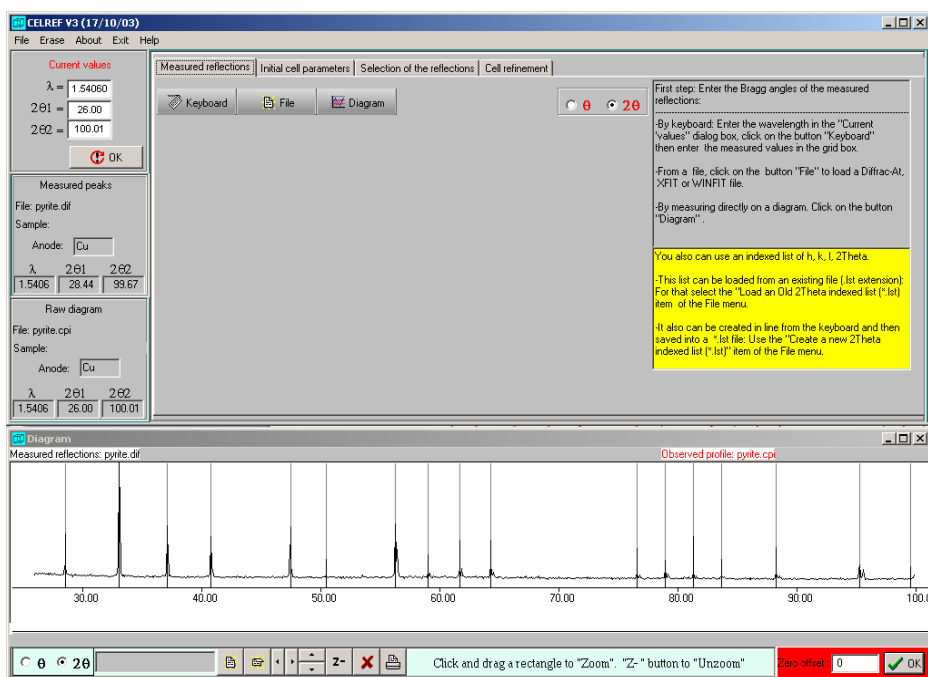 CELREF V3 (17/10/03)
File Erase About Exit Help
Current values
λ = 1.54060
2θ1 = 26.00
2θ2 = 100.01
OK
Measured peaks
File: pyrite.dif
Sample:
Anode: Cu
λ 2θ1 2θ2
1.5406 28.44 99.67
Raw diagram
File: pyrite.cpi
Sample:
Anode: Cu
λ 2θ1 2θ2
1.5406 26.00 100.01
Measured reflections Initial cell parameters Selection of the reflections Cell refinement
Keyboard File Diagram
θ 2θ
First step: Enter the Bragg angles of the measured
reflections:
-By keyboard: Enter the wavelength in the "Current
values" dialog box, click on the button "Keyboard"
then enter the measured values in the grid box.
-From a file, click on the button "File" to load a Diffrac-At,
XFIT or WINFIT file.
-By measuring directly on a diagram. Click on the button
"Diagram" .
You also can use an indexed list of h, k, l, 2Theta.
-This list can be loaded from an existing file (.lst extension):
For that select the "Load an Old 2Theta indexed list (*.lst)
item of the File menu.
-It also can be created in line from the keyboard and then
saved into a *.lst file: Use the "Create a new 2Theta
indexed list (*.lst)" item of the File menu.
Diagram
Measured reflections: pyrite.dif
Observed profile: pyrite.cpi
30.00 40.00 50.00 60.00 70.00 80.00 90.00 100.0
θ 2θ
Z-
Click and drag a rectangle to "Zoom". "Z-" button to "Unzoom"
Zero offset : 0
OK